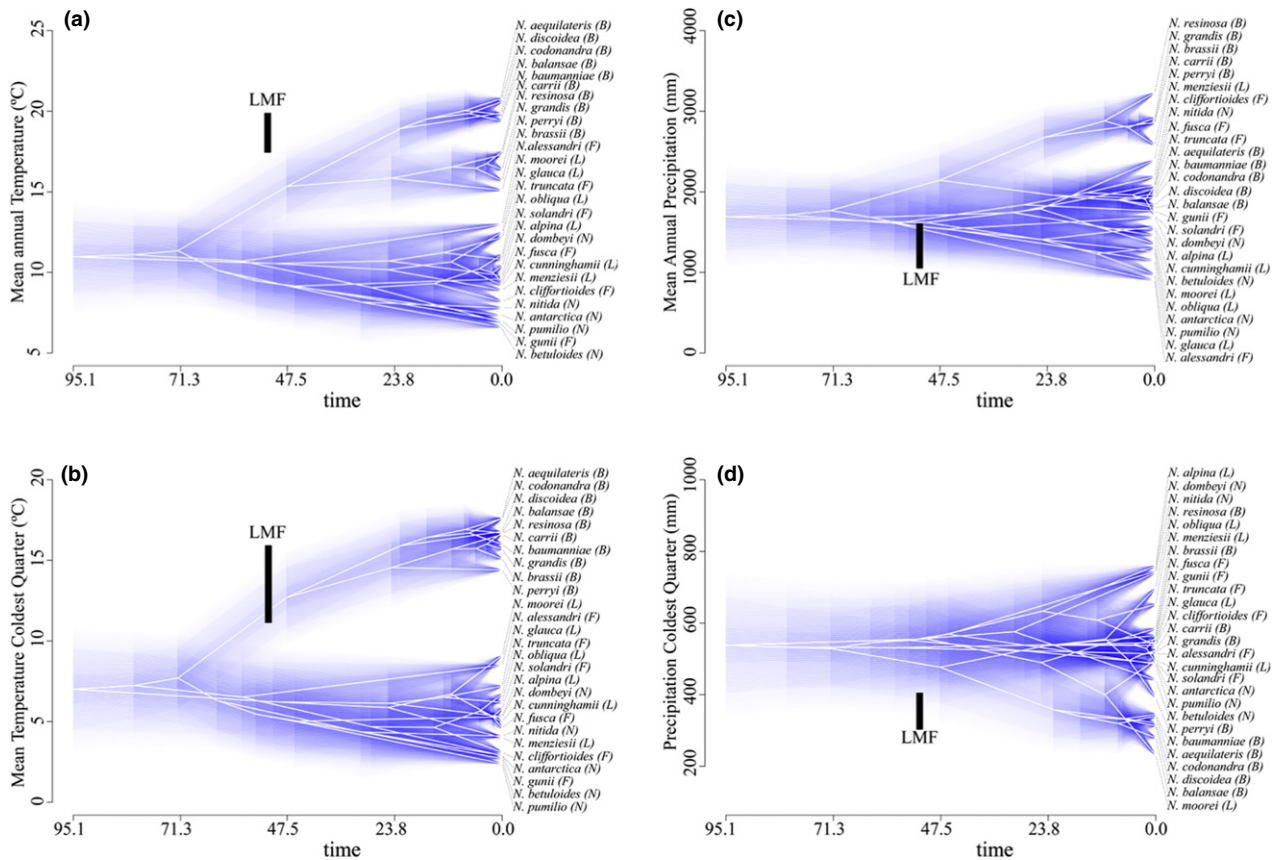 (a)
Mean annual Temperature (ºC)
25
20
15
10
5
LMF
95.1 71.3 47.5 23.8 0.0
time
N. aequilateris (B)
N. discoidea (B)
N. codonandra (B)
N. balansae (B)
N. baumanniae (B)
N. carrii (B)
N. resinosa (B)
N. grandis (B)
N. perryi (B)
N. brassii (B)
N.alessandri (F)
N. moorei (L)
N. glauca (L)
N. truncata (F)
N. obliqua (L)
N. solandri (F)
N. alpina (L)
N. dombeyi (N)
N. fusca (F)
N. cunninghamii (L)
N. menziesii (L)
N. cliffortioides (F)
N. nitida (N)
N. antarctica (N)
N. pumilio (N)
N. gunii (F)
N. betuloides (N)
(c)
Mean Annual Precipitation (mm)
4000
3000
2000
1000
0
LMF
95.1 71.3 47.5 23.8 0.0
time
N. resinosa (B)
N. grandis (B)
N. brassii (B)
N. carrii (B)
N. perryi (B)
N. menziesii (L)
N. cliffortioides (F)
N. nitida (N)
N. fusca (F)
N. truncata (F)
N. aequilateris (B)
N. baumanniae (B)
N. codonandra (B)
N. discoidea (B)
N. balansae (B)
N. gunii (F)
N. solandri (F)
N. dombeyi (N)
N. alpina (L)
N. cunninghamii (L)
N. betuloides (N)
N. moorei (L)
N. obliqua (L)
N. antarctica (N)
N. pumilio (N)
N. glauca (L)
N. alessandri (F)
(b)
Mean Temperature Coldest Quarter (ºC)
20
15
10
5
0
LMF
95.1 71.3 47.5 23.8 0.0
time
N. aequilateris (B)
N. codonandra (B)
N. discoidea (B)
N. balansae (B)
N. resinosa (B)
N. carrii (B)
N. baumanniae (B)
N. grandis (B)
N. brassii (B)
N. perryi (B)
N. moorei (L)
N. alessandri (F)
N. glauca (L)
N. truncata (F)
N. obliqua (L)
N. solandri (F)
N. alpina (L)
N. dombeyi (N)
N. cunninghamii (L)
N. fusca (F)
N. nitida (N)
N. menziesii (L)
N. cliffortioides (F)
N. antarctica (N)
N. gunii (F)
N. betuloides (N)
N. pumilio (N)
(d)
Precipitation Coldest Quarter (mm)
1000
800
600
400
200
LMF
95.1 71.3 47.5 23.8 0.0
time
N. alpina (L)
N. dombeyi (N)
N. nitida (N)
N. resinosa (B)
N. obliqua (L)
N. menziesii (L)
N. brassii (B)
N. fusca (F)
N. gunii (F)
N. truncata (F)
N. glauca (L)
N. cliffortioides (F)
N. carrii (B)
N. grandis (B)
N. alessandri (F)
N. cunninghamii (L)
N. solandri (F)
N. antarctica (N)
N. pumilio (N)
N. betuloides (N)
N. perryi (B)
N. baumanniae (B)
N. aequilateris (B)
N. codonandra (B)
N. discoidea (B)
N. balansae (B)
N. moorei (L)